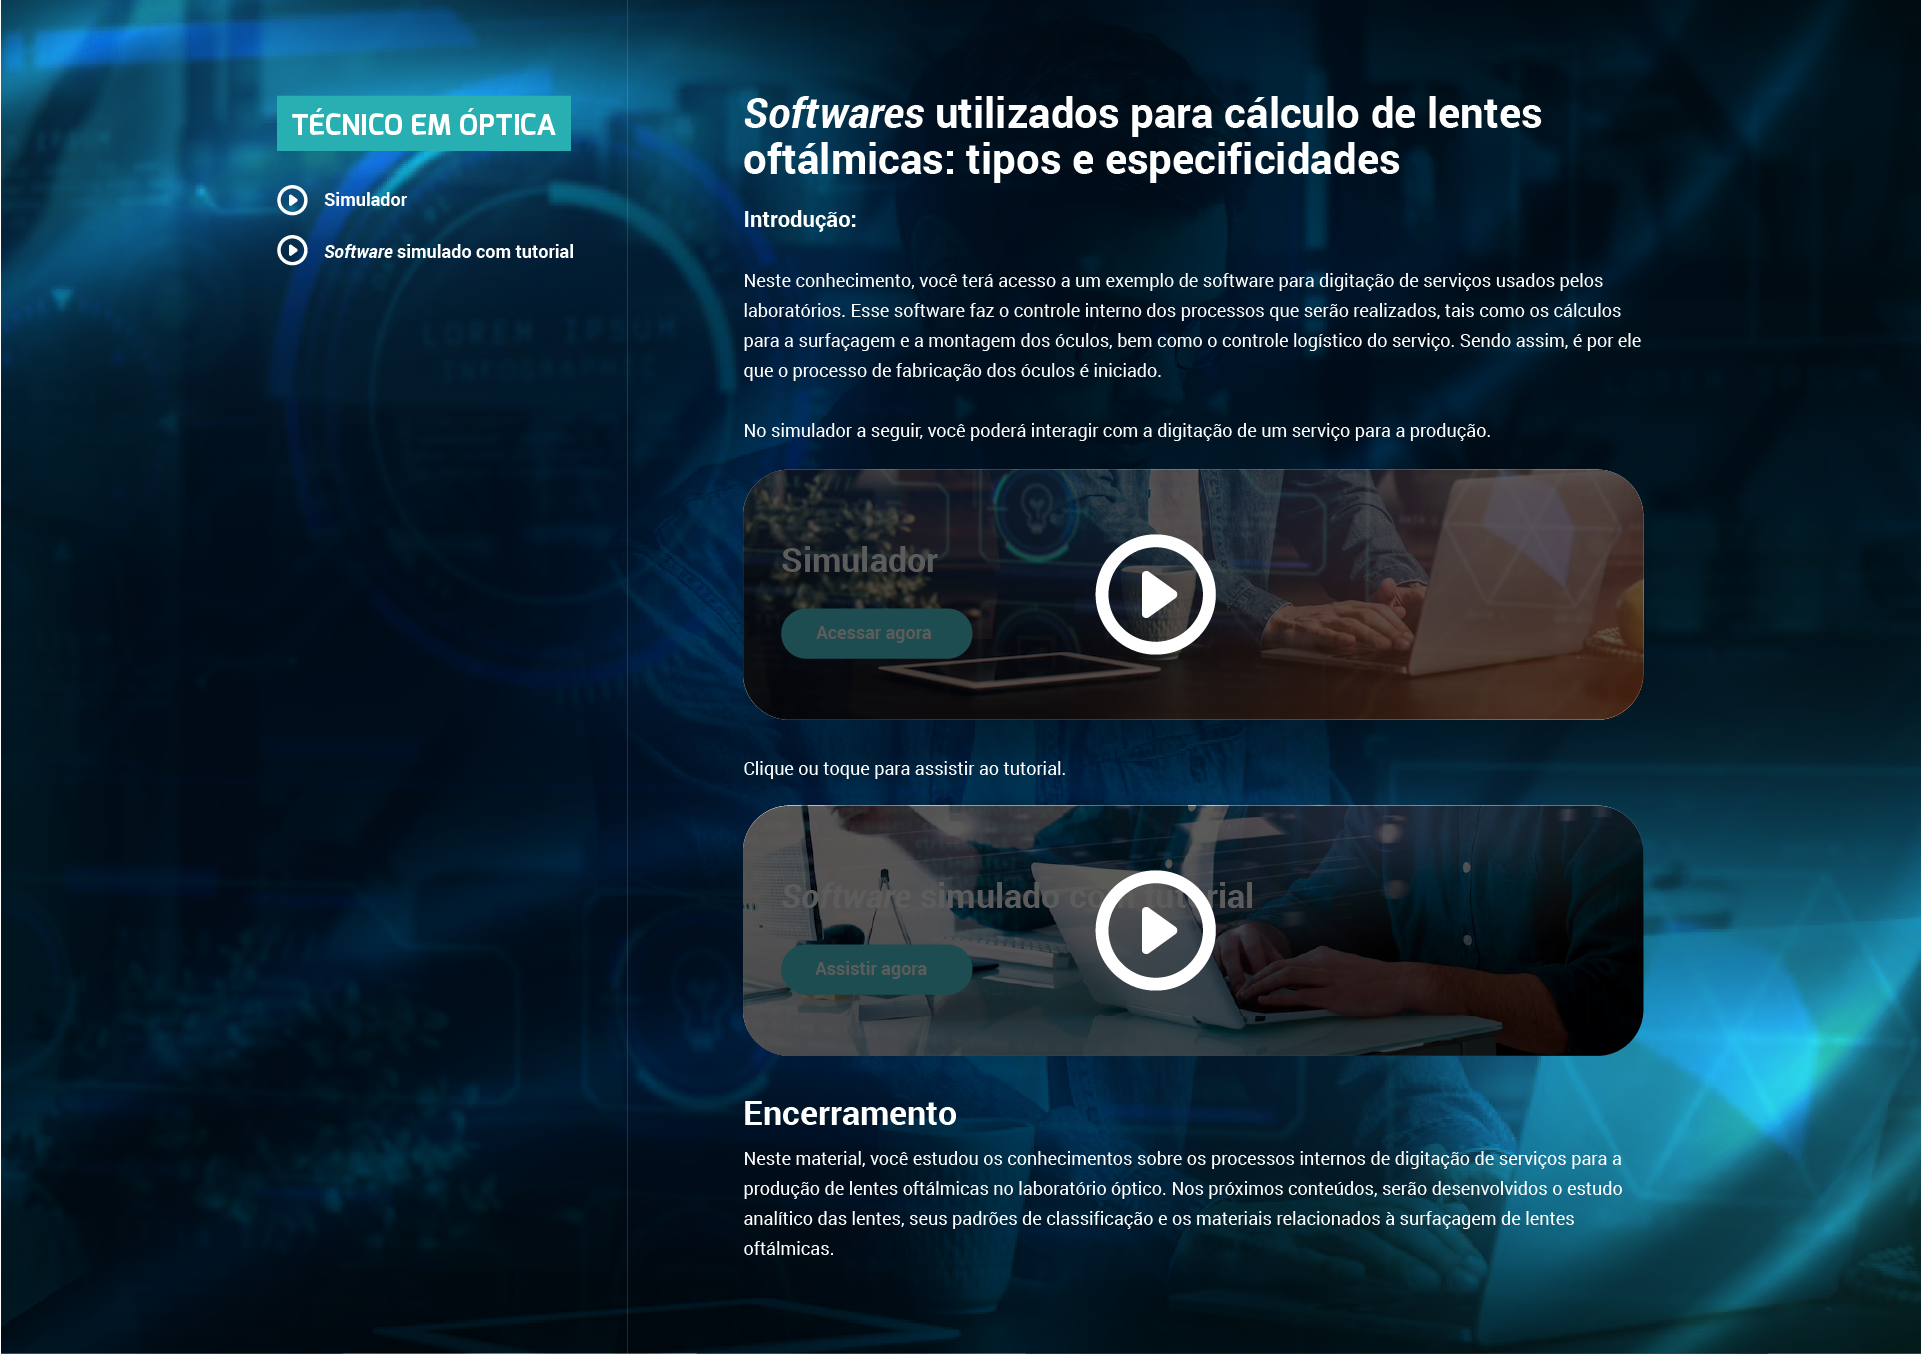 TÉCNICO EM ÓPTICA
Simulador
Software simulado com tutorial
Softwares utilizados para cálculo de lentes
oftálmicas: tipos e especificidades
Introdução:
Neste conhecimento, você terá acesso a um exemplo de software para digitação de serviços usados pelos
laboratórios. Esse software faz o controle interno dos processos que serão realizados, tais como os cálculos
para a surfaçagem e a montagem dos óculos, bem como o controle logístico do serviço. Sendo assim, é por ele
que o processo de fabricação dos óculos é iniciado.
No simulador a seguir, você poderá interagir com a digitação de um serviço para a produção.
Simulador
Acessar agora
Clique ou toque para assistir ao tutorial.
Software simulado com tutorial
Assistir agora
Encerramento
Neste material, você estudou os conhecimentos sobre os processos internos de digitação de serviços para a
produção de lentes oftálmicas no laboratório óptico. Nos próximos conteúdos, serão desenvolvidos o estudo
analítico das lentes, seus padrões de classificação e os materiais relacionados à surfaçagem de lentes
oftálmicas.
LOREM IPSUM
INFOGRAPHIC